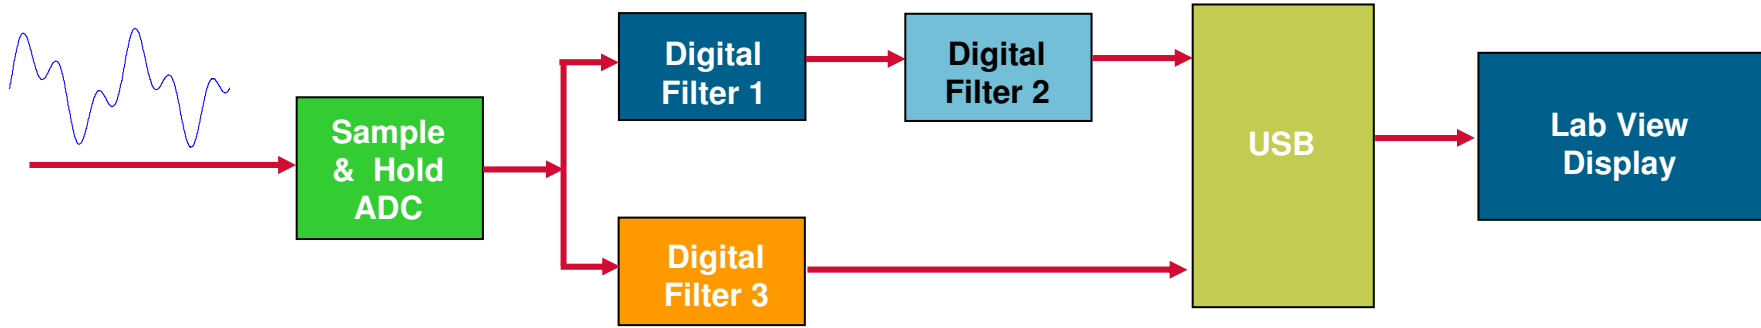 Sample
& Hold
ADC
Digital
Filter 1
Digital
Filter 2
Digital
Filter 3
USB
Lab View
Display